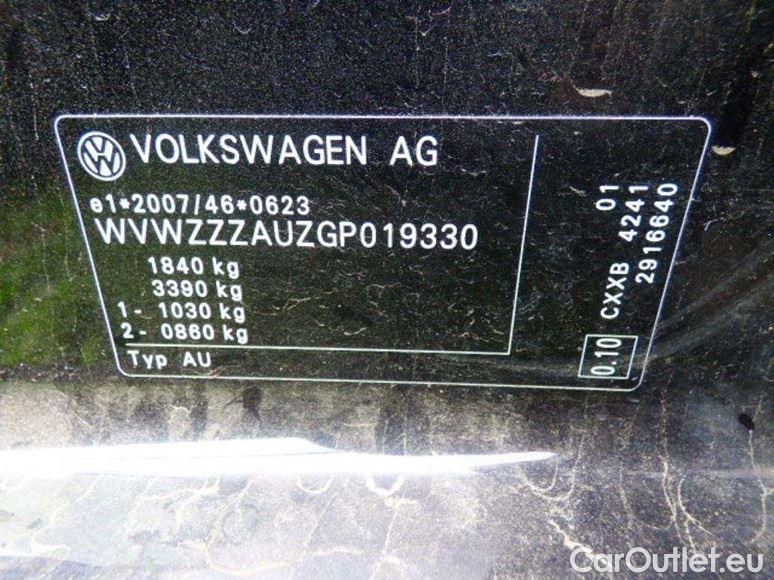 VOLKSWAGEN AG
e1*2007/46*0623
WVWZZZAUZGP019330
1840 kg
3390 kg
1- 1030 kg
2- 0860 kg
Typ AU
01
CXXB 4241
2916640
0.10
CarOutlet.eu